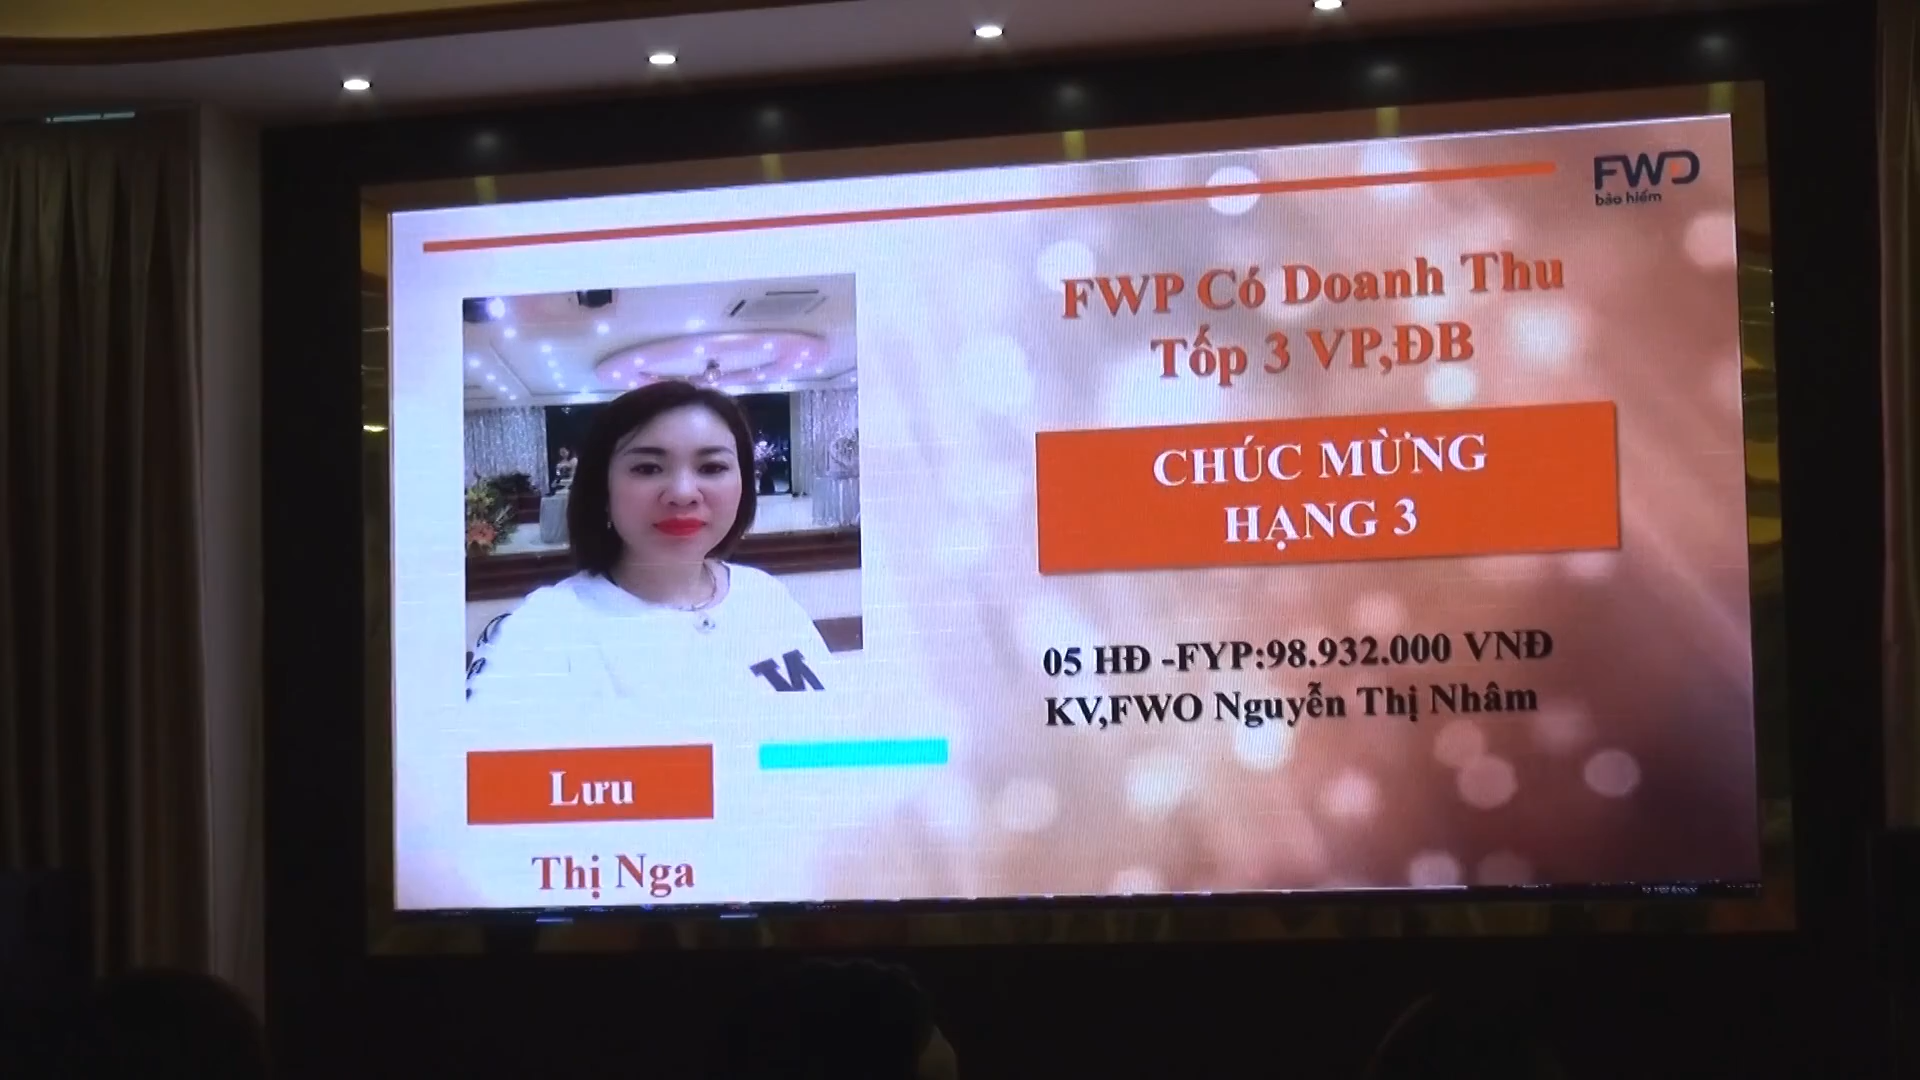 FWD
bảo hiểm
FWP Có Doanh Thu
Tốp 3 VP,ĐB
CHÚC MỪNG
HẠNG 3
05 HĐ -FYP:98.932.000 VNĐ
KV,FWO Nguyễn Thị Nhâm
Lưu
Thị Nga